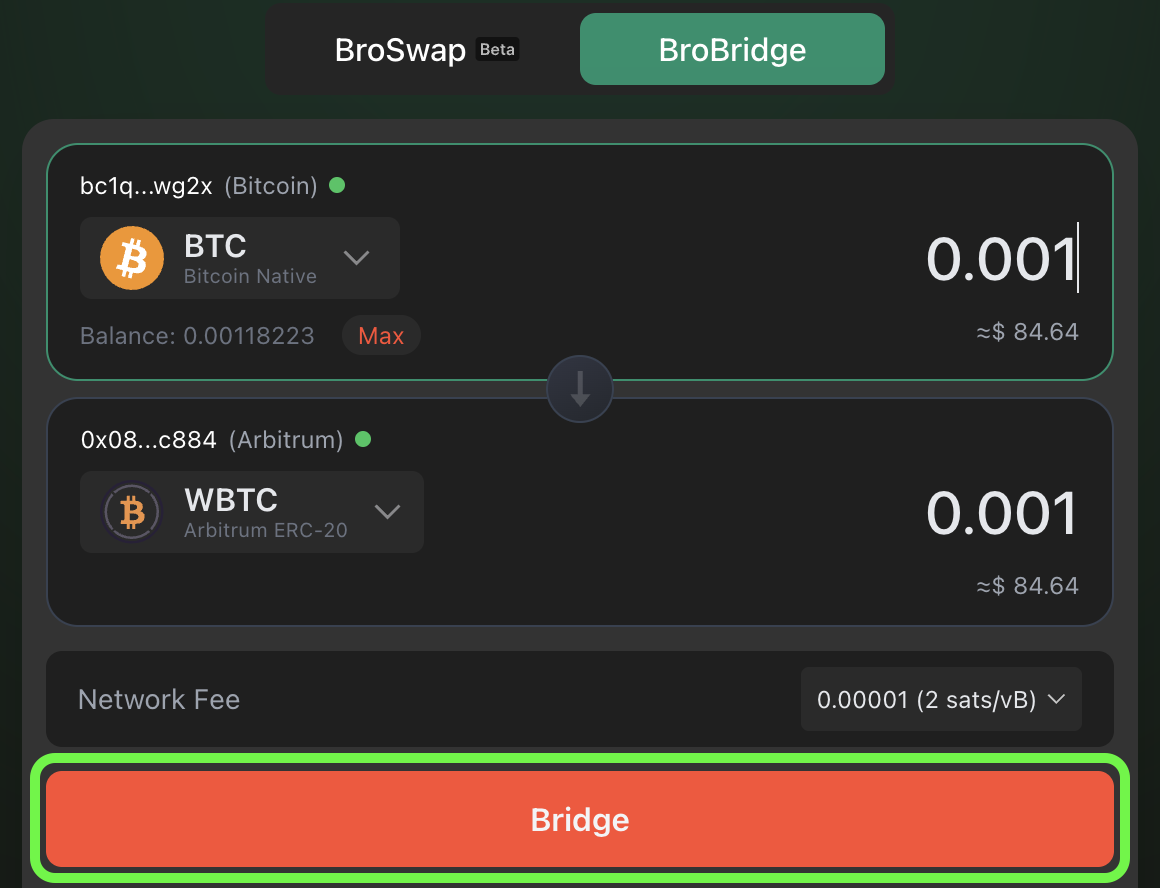 BroSwap Beta BroBridge
bc1q...wg2x (Bitcoin)
BTC
Bitcoin Native
0.001
Balance: 0.00118223 Max
≈$ 84.64
0x08...c884 (Arbitrum)
WBTC
Arbitrum ERC-20
0.001
≈$ 84.64
Network Fee 0.00001 (2 sats/vB)
Bridge